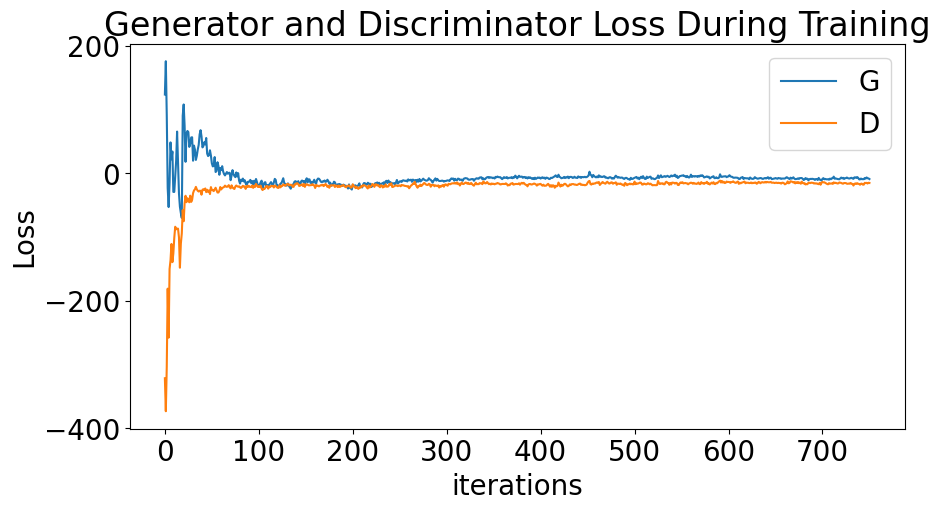 Generator and Discriminator Loss During Training
200
0
−200
−400
Loss
G
D
0 100 200 300 400 500 600 700
iterations